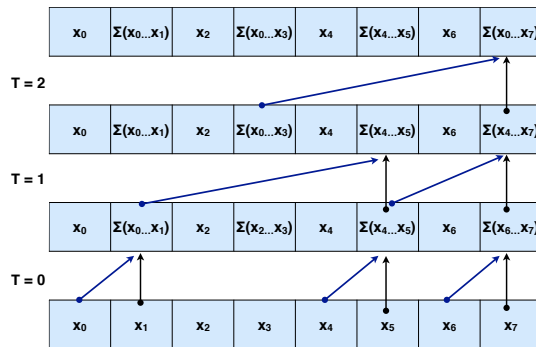 x₀ Σ(x₀...x₁) x₂ Σ(x₀...x₃) x₄ Σ(x₄...x₅) x₆ Σ(x₀...x₇)
T = 2
x₀ Σ(x₀...x₁) x₂ Σ(x₀...x₃) x₄ Σ(x₄...x₅) x₆ Σ(x₄...x₇)
T = 1
x₀ Σ(x₀...x₁) x₂ Σ(x₂...x₃) x₄ Σ(x₄...x₅) x₆ Σ(x₆...x₇)
T = 0
x₀ x₁ x₂ x₃ x₄ x₅ x₆ x₇